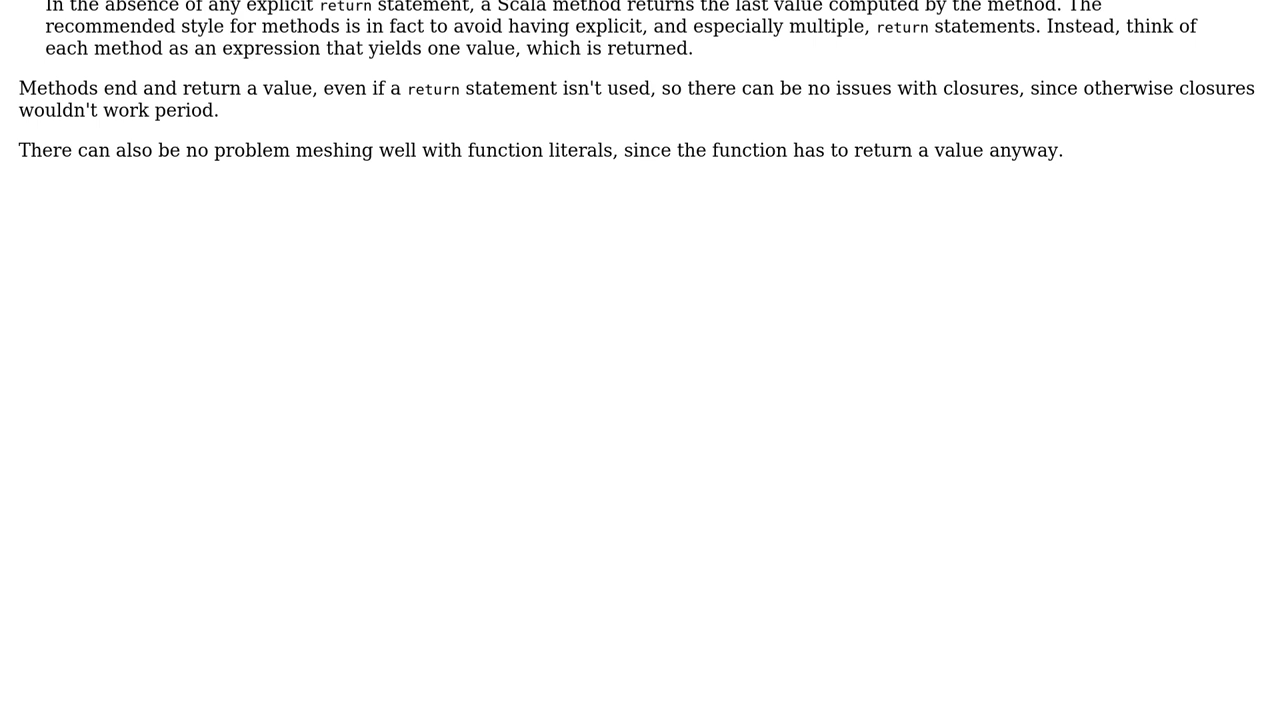 In the absence of any explicit return statement, a Scala method returns the last value computed by the method. The
recommended style for methods is in fact to avoid having explicit, and especially multiple, return statements. Instead, think of
each method as an expression that yields one value, which is returned.
Methods end and return a value, even if a return statement isn't used, so there can be no issues with closures, since otherwise closures
wouldn't work period.
There can also be no problem meshing well with function literals, since the function has to return a value anyway.